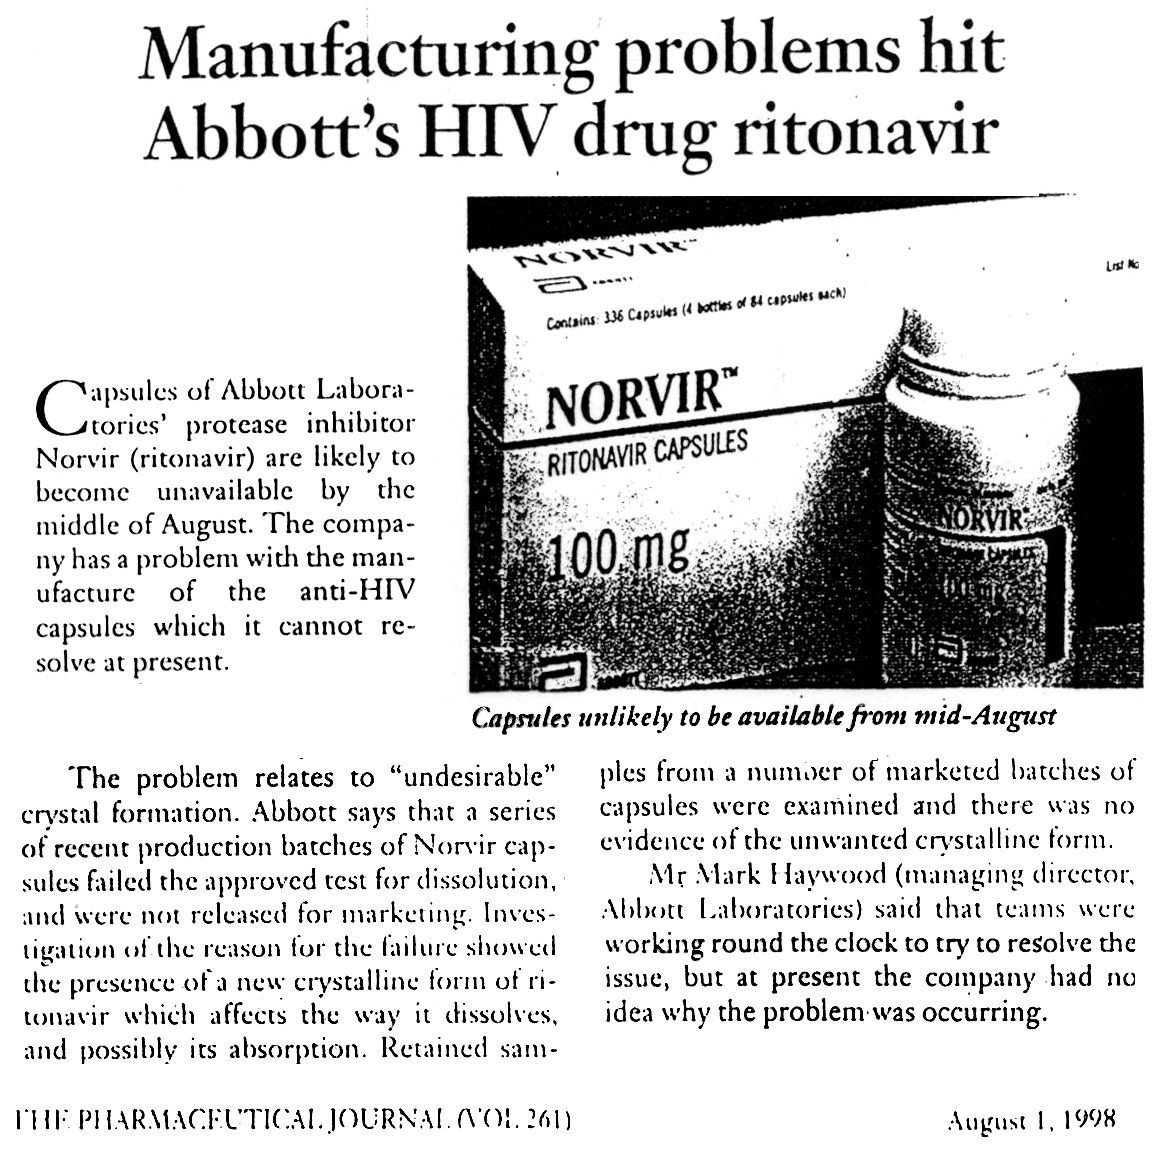 Manufacturing problems hit
Abbott's HIV drug ritonavir
NORVIR™
Contains: 336 Capsules (4 bottles of 84 capsules each)
List No
NORVIR™
RITONAVIR CAPSULES
100 mg
NORVIR
CAPSULES
100 mg
Capsules unlikely to be available from mid-August
Capsules of Abbott Labora-
tories' protease inhibitor
Norvir (ritonavir) are likely to
become unavailable by the
middle of August. The compa-
ny has a problem with the man-
ufacture of the anti-HIV
capsules which it cannot re-
solve at present.
The problem relates to “undesirable”
crystal formation. Abbott says that a series
of recent production batches of Norvir cap-
sules failed the approved test for dissolution,
and were not released for marketing. Inves-
tigation of the reason for the failure showed
the presence of a new crystalline form of ri-
tonavir which affects the way it dissolves,
and possibly its absorption. Retained sam-
ples from a number of marketed batches of
capsules were examined and there was no
evidence of the unwanted crystalline form.
Mr Mark Haywood (managing director,
Abbott Laboratories) said that teams were
working round the clock to try to resolve the
issue, but at present the company had no
idea why the problem was occurring.
THE PHARMACEUTICAL JOURNAL (VOL 261)
August 1, 1998